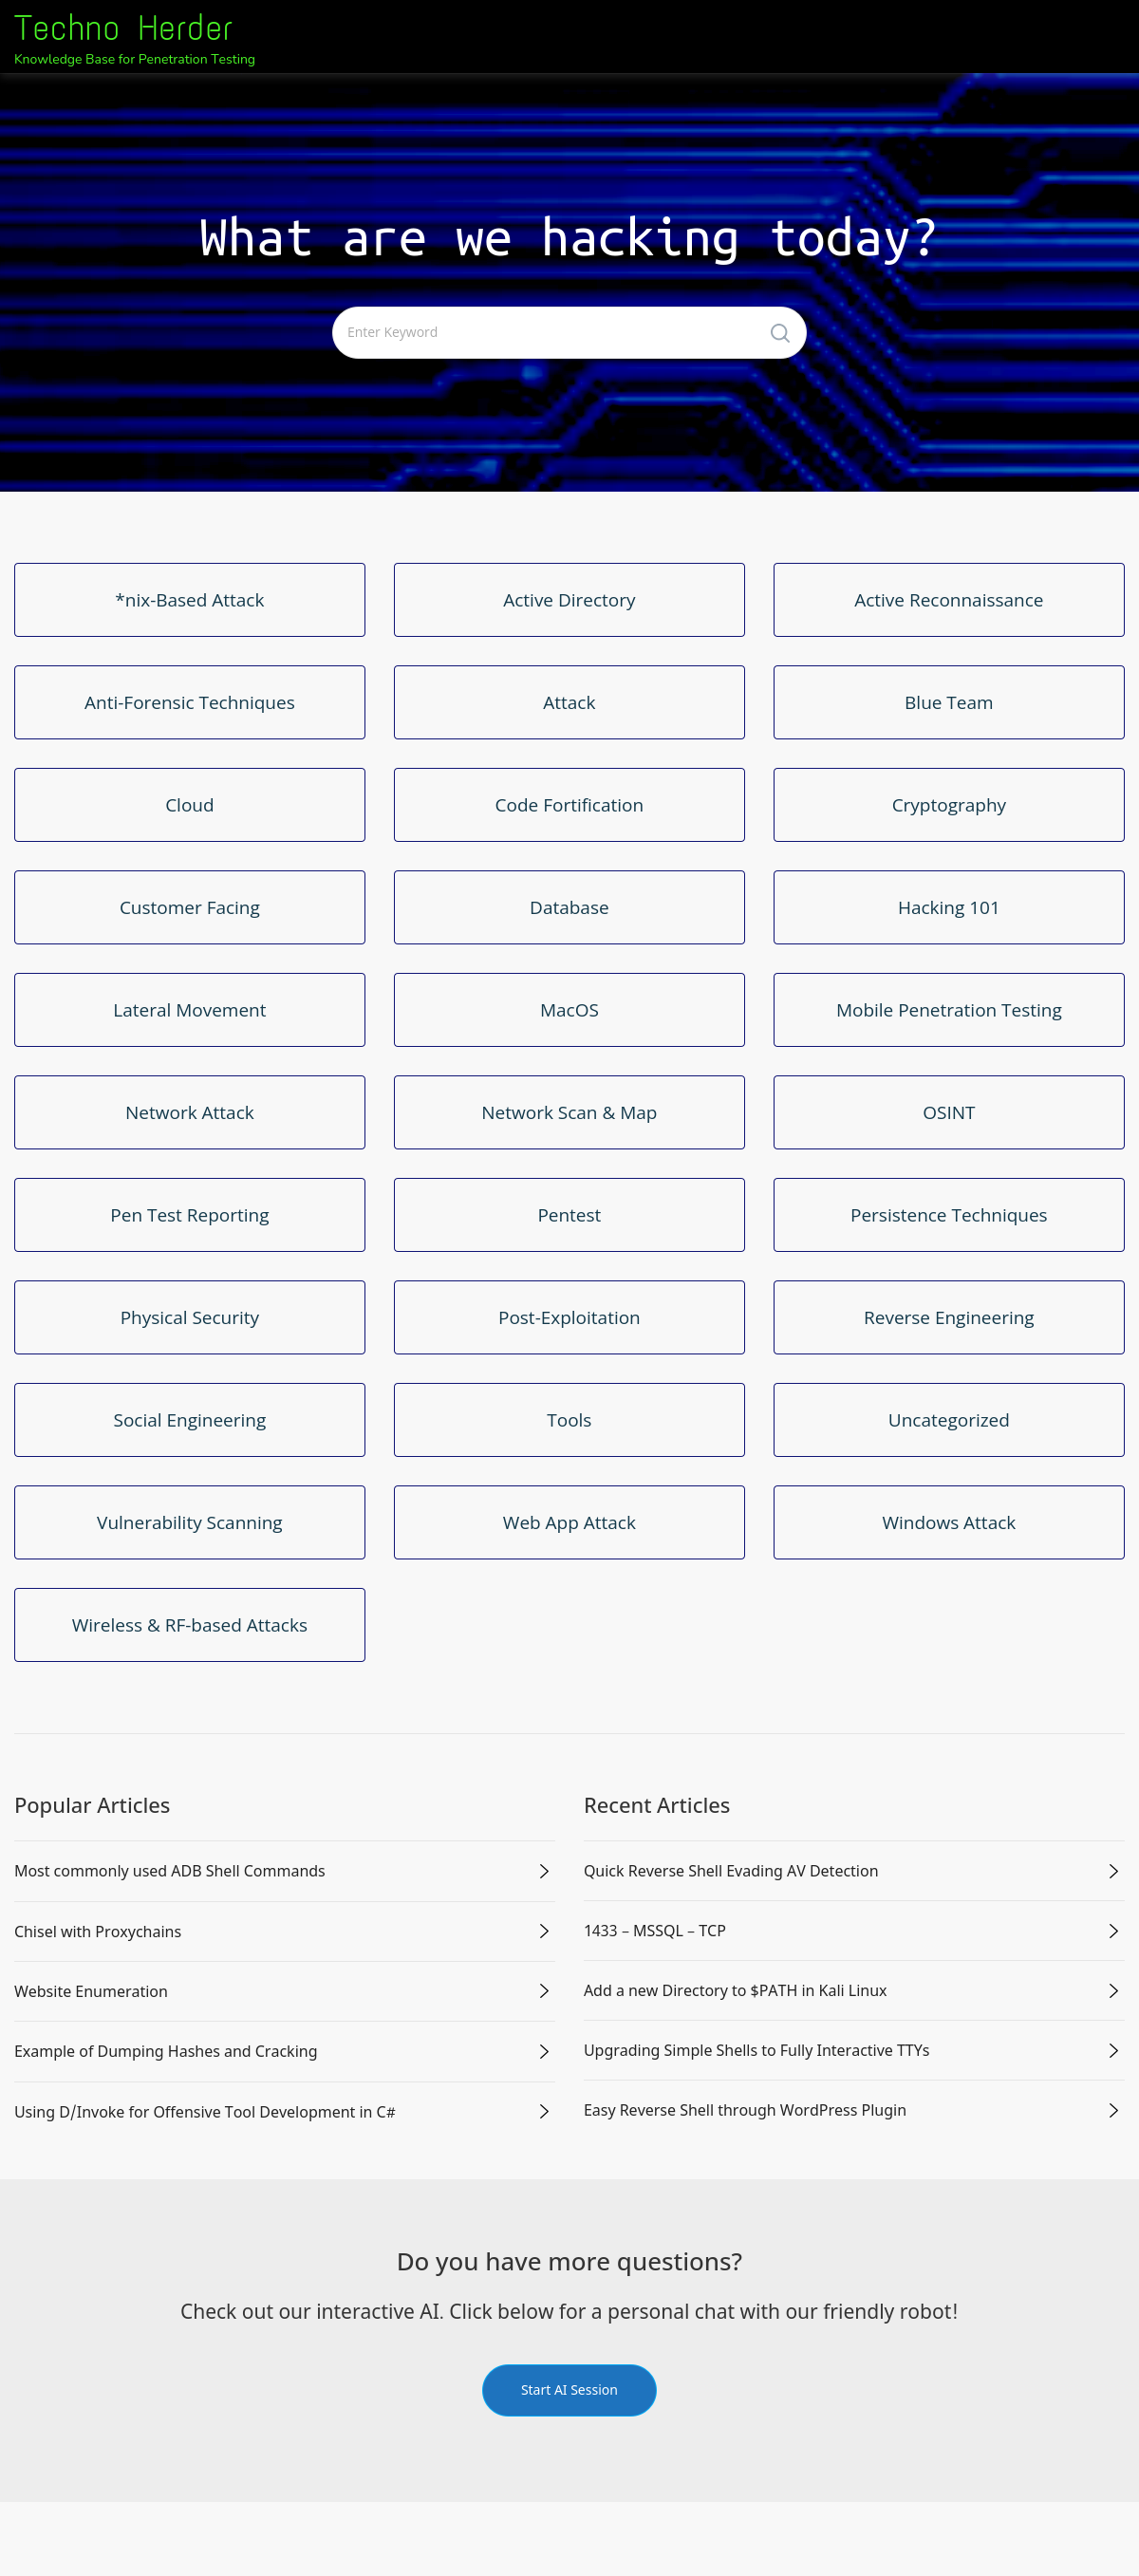 Techno Herder
Knowledge Base for Penetration Testing
What are we hacking today?
Enter Keyword
*nix-Based Attack
Active Directory
Active Reconnaissance
Anti-Forensic Techniques
Attack
Blue Team
Cloud
Code Fortification
Cryptography
Customer Facing
Database
Hacking 101
Lateral Movement
MacOS
Mobile Penetration Testing
Network Attack
Network Scan & Map
OSINT
Pen Test Reporting
Pentest
Persistence Techniques
Physical Security
Post-Exploitation
Reverse Engineering
Social Engineering
Tools
Uncategorized
Vulnerability Scanning
Web App Attack
Windows Attack
Wireless & RF-based Attacks
Popular Articles
Most commonly used ADB Shell Commands
Chisel with Proxychains
Website Enumeration
Example of Dumping Hashes and Cracking
Using D/Invoke for Offensive Tool Development in C#
Recent Articles
Quick Reverse Shell Evading AV Detection
1433 – MSSQL – TCP
Add a new Directory to $PATH in Kali Linux
Upgrading Simple Shells to Fully Interactive TTYs
Easy Reverse Shell through WordPress Plugin
Do you have more questions?
Check out our interactive AI. Click below for a personal chat with our friendly robot!
Start AI Session